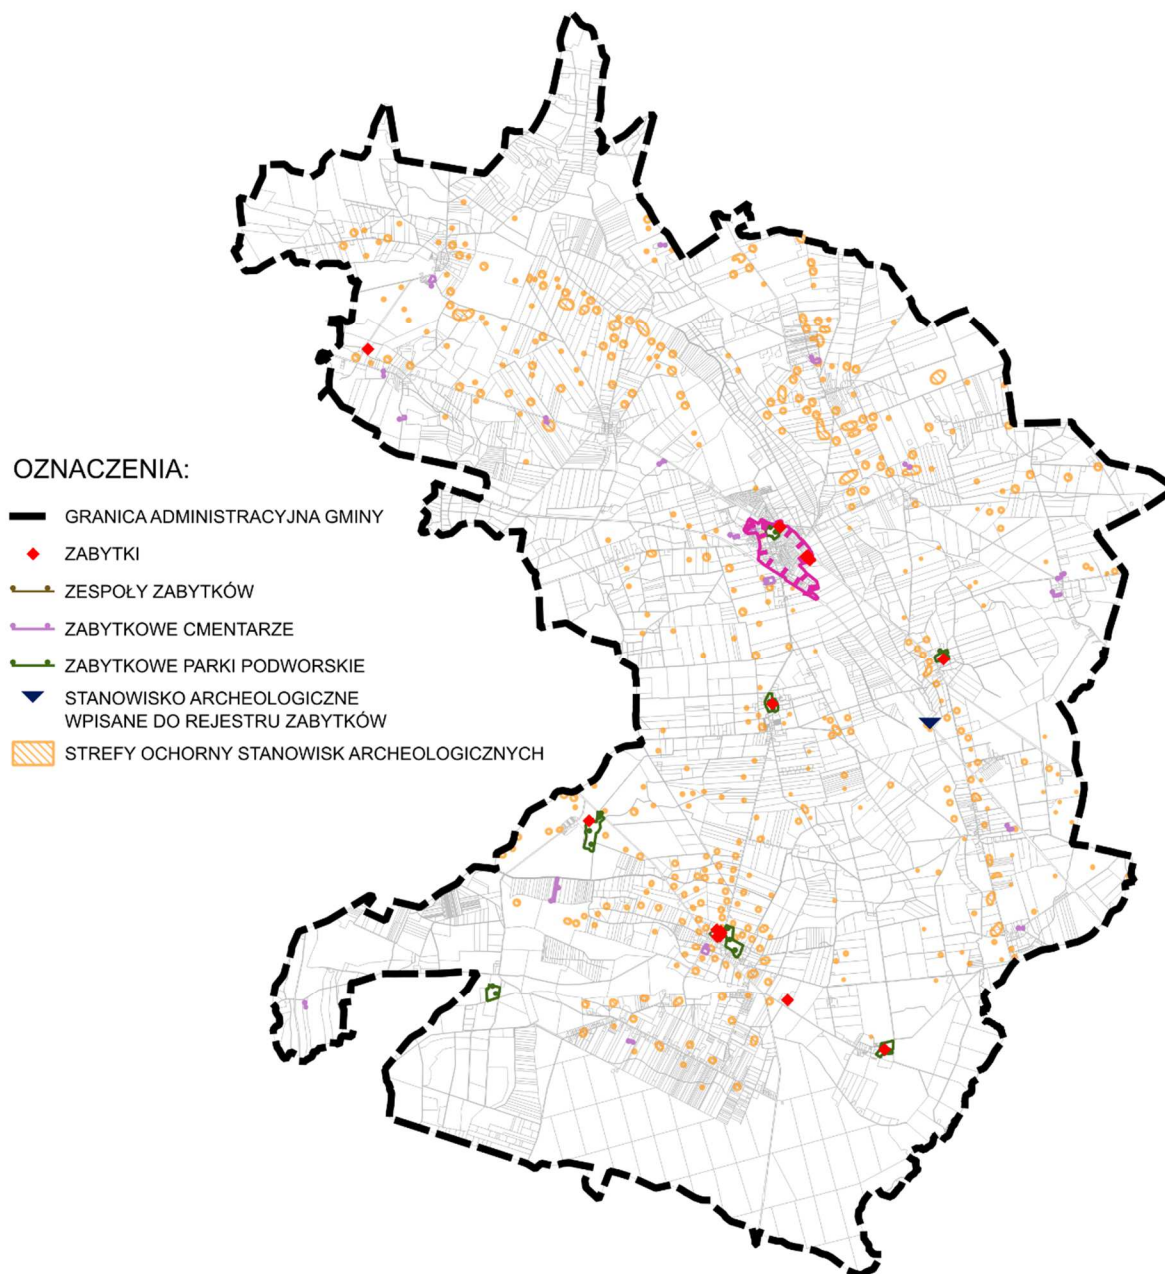 OZNACZENIA:
GRANICA ADMINISTRACYJNA GMINY
ZABYTKI
ZESPOŁY ZABYTKÓW
ZABYTKOWE CMENTARZE
ZABYTKOWE PARKI PODWORSKIE
STANOWISKO ARCHEOLOGICZNE
WPISANE DO REJESTRU ZABYTKÓW
STREFY OCHORNY STANOWISK ARCHEOLOGICZNYCH